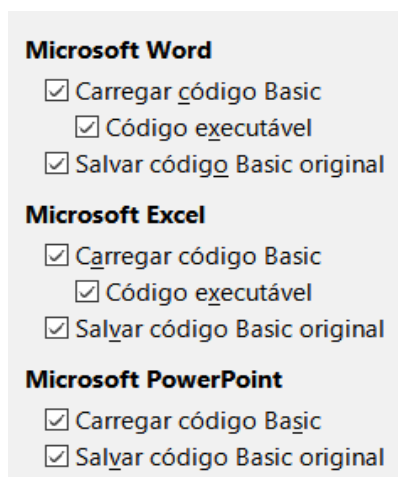 Microsoft Word
Carregar código Basic
Código executável
Salvar código Basic original
Microsoft Excel
Carregar código Basic
Código executável
Salvar código Basic original
Microsoft PowerPoint
Carregar código Basic
Salvar código Basic original